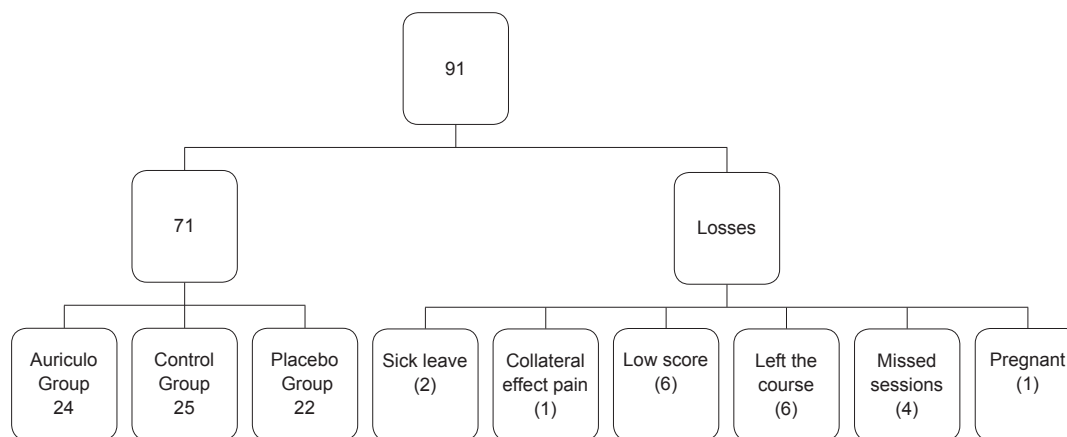 91
71
Losses
Auriculo
Group
24
Control
Group
25
Placebo
Group
22
Sick leave
(2)
Collateral
effect pain
(1)
Low score
(6)
Left the
course
(6)
Missed
sessions
(4)
Pregnant
(1)